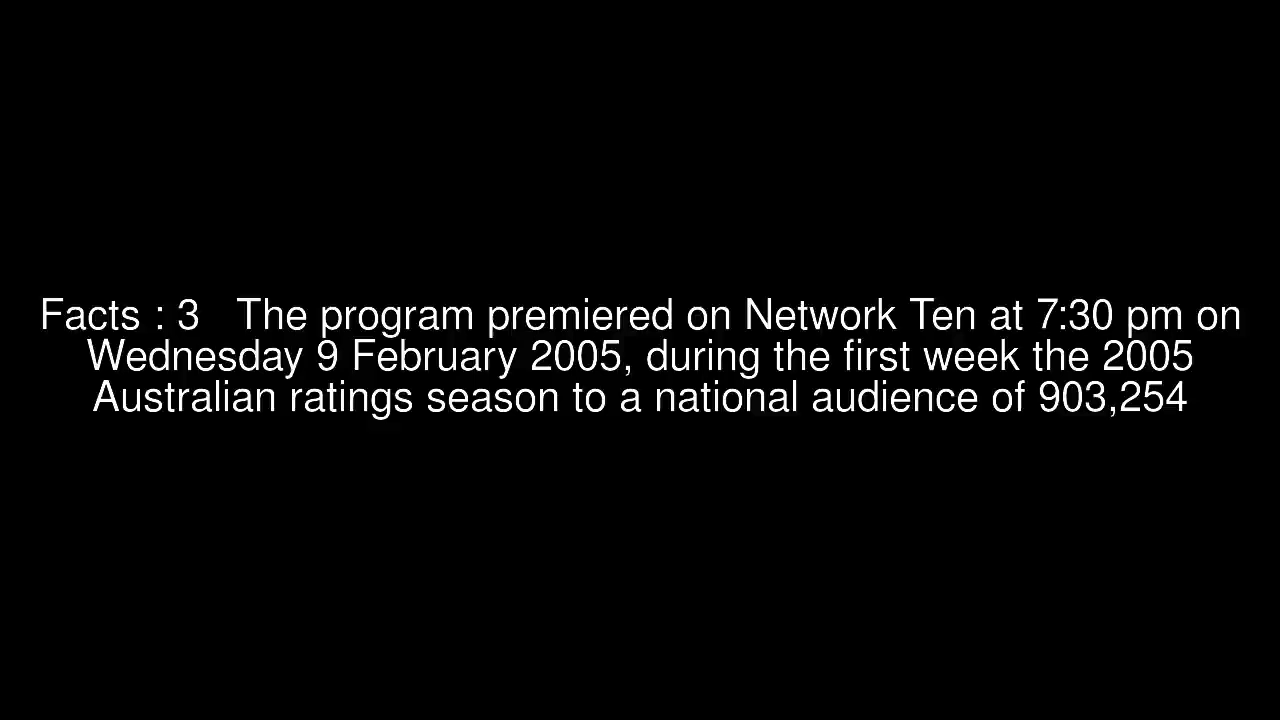 Facts : 3 The program premiered on Network Ten at 7:30 pm on
Wednesday 9 February 2005, during the first week the 2005
Australian ratings season to a national audience of 903,254